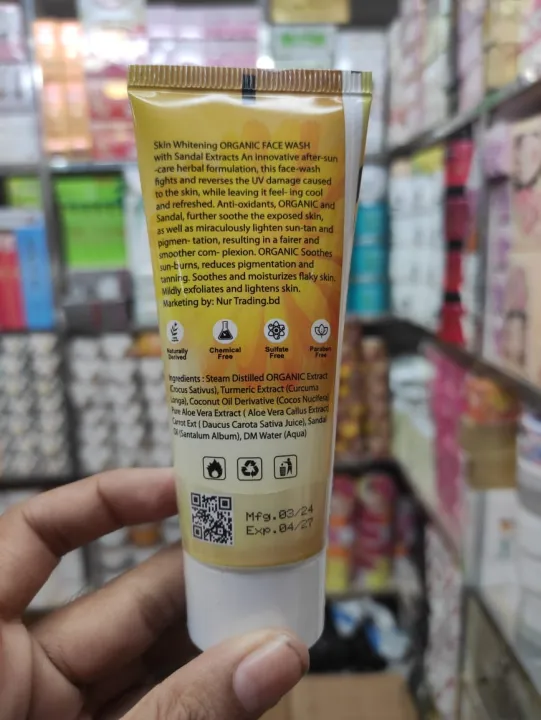 Skin Whitening ORGANIC FACE WASH
with Sandal Extracts An innovative after-sun
-care herbal formulation, this face-wash
fights and reverses the UV damage caused
to the skin, while leaving it feel- ing cool
and refreshed. Anti-oxidants, ORGANIC and
Sandal, further soothe the exposed skin,
as well as miraculously lighten sun-tan and
pigmen- tation, resulting in a fairer and
smoother com- plexion. ORGANIC Soothes
sun-burns, reduces pigmentation and
tanning. Soothes and moisturizes flaky skin.
Mildly exfoliates and lightens skin.
Marketing by: Nur Trading.bd
Naturally Derived
Chemical Free
Sulfate Free
Paraben Free
Ingredients : Steam Distilled ORGANIC Extract
(Crocus Sativus), Turmeric Extract (Curcuma
Longa), Coconut Oil Derivative (Cocos Nucifera)
Pure Aloe Vera Extract ( Aloe Vera Callus Extract)
Carrot Ext ( Daucus Carota Sativa Juice), Sandal
Oil (Santalum Album), DM Water (Aqua)
Mfg.03/24
Exp.04/27